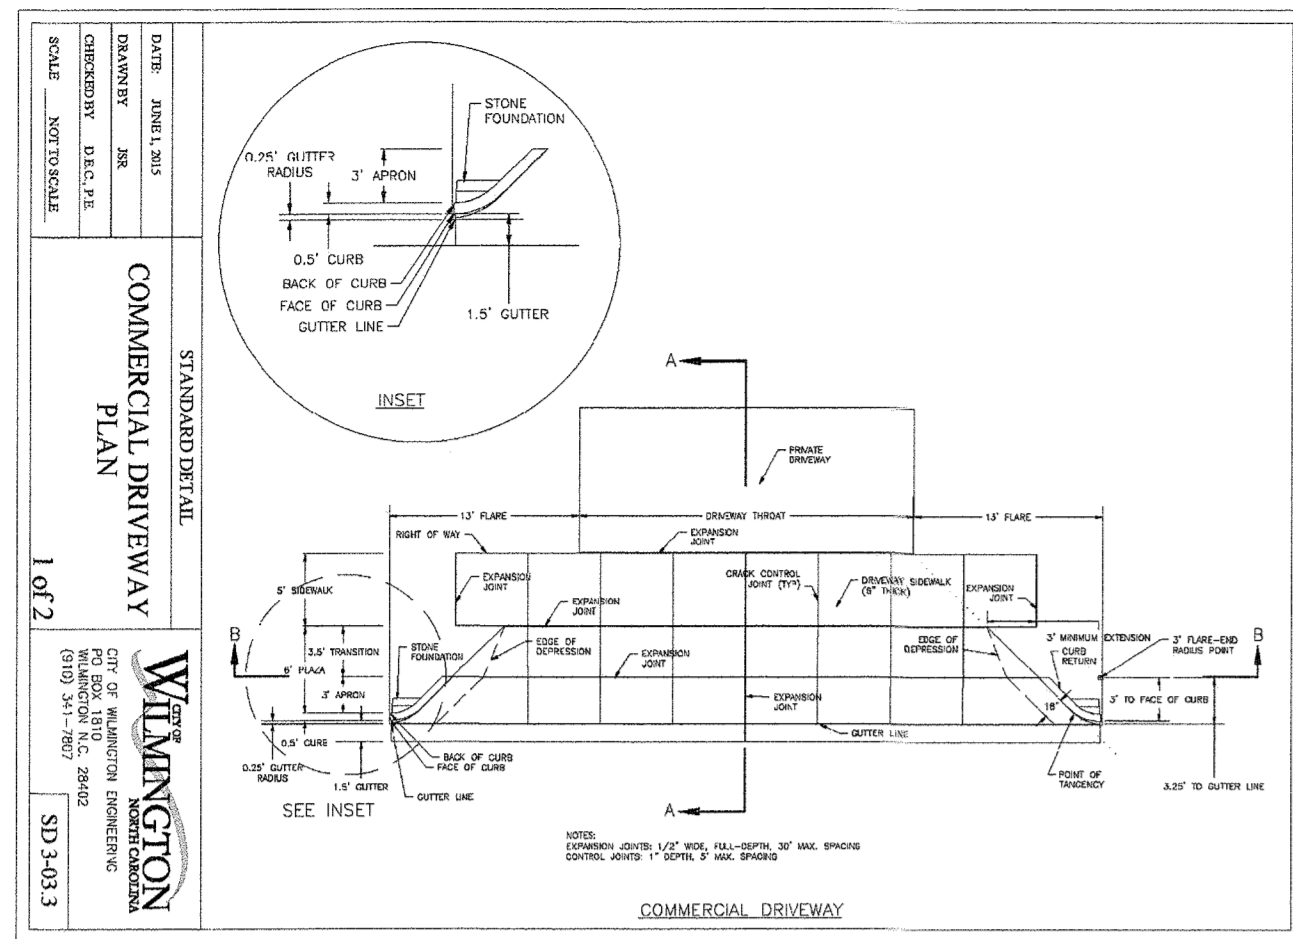 STONE
FOUNDATION
0.25' GUTTER
RADIUS
3' APRON
0.5' CURB
BACK OF CURB
FACE OF CURB
GUTTER LINE
1.5' GUTTER
INSET
A
PRIVATE
DRIVEWAY
13' FLARE
DRIVEWAY THROAT
13' FLARE
RIGHT OF WAY
EXPANSION
JOINT
EXPANSION
JOINT
CRACK CONTROL
JOINT (TYP)
DRIVEWAY SIDEWALK
(6" THICK)
EXPANSION
JOINT
5' SIDEWALK
EXPANSION
JOINT
B
3.5' TRANSITION
STONE
FOUNDATION
EDGE OF
DEPRESSION
EXPANSION
JOINT
EDGE OF
DEPRESSION
3' MINIMUM EXTENSION
CURB
RETURN
3' FLARE-END
RADIUS POINT
B
6' PLAZA
3' APRON
EXPANSION
JOINT
18"
3' TO FACE OF CURB
GUTTER LINE
0.5' CURB
BACK OF CURB
FACE OF CURB
0.25' GUTTER
RADIUS
1.5' GUTTER
GUTTER LINE
POINT OF
TANGENCY
3.25' TO GUTTER LINE
SEE INSET
A
NOTES:
EXPANSION JOINTS: 1/2" WIDE, FULL-DEPTH, 30' MAX. SPACING
CONTROL JOINTS: 1" DEPTH, 5' MAX. SPACING
COMMERCIAL DRIVEWAY
DATE: JUNE 1, 2015
DRAWN BY JSR
CHECKED BY D.E.C., P.E.
SCALE NOT TO SCALE
STANDARD DETAIL
COMMERCIAL DRIVEWAY
PLAN
1 of 2
CITY OF
WILMINGTON
NORTH CAROLINA
CITY OF WILMINGTON ENGINEERING
PO BOX 1810
WILMINGTON N.C. 28402
(910) 341-7807
SD 3-03.3